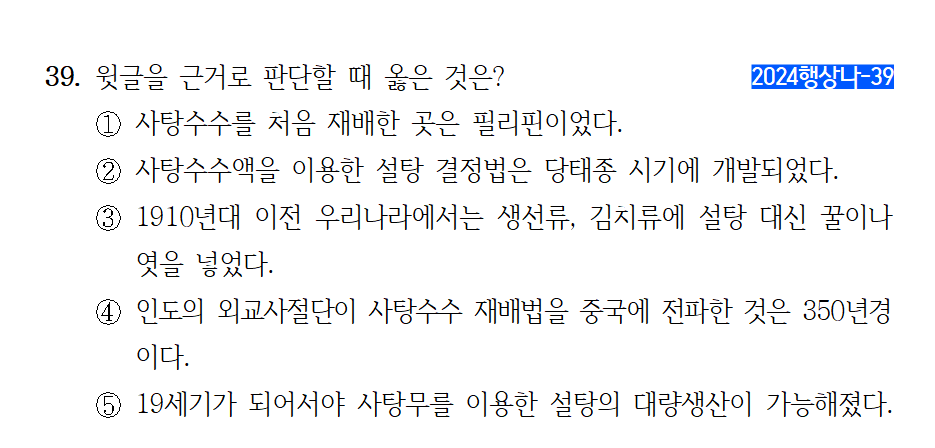 39. 윗글을 근거로 판단할 때 옳은 것은? 2024행상나-39
① 사탕수수를 처음 재배한 곳은 필리핀이었다.
② 사탕수수액을 이용한 설탕 결정법은 당태종 시기에 개발되었다.
③ 1910년대 이전 우리나라에서는 생선류, 김치류에 설탕 대신 꿀이나
엿을 넣었다.
④ 인도의 외교사절단이 사탕수수 재배법을 중국에 전파한 것은 350년경
이다.
⑤ 19세기가 되어서야 사탕무를 이용한 설탕의 대량생산이 가능해졌다.